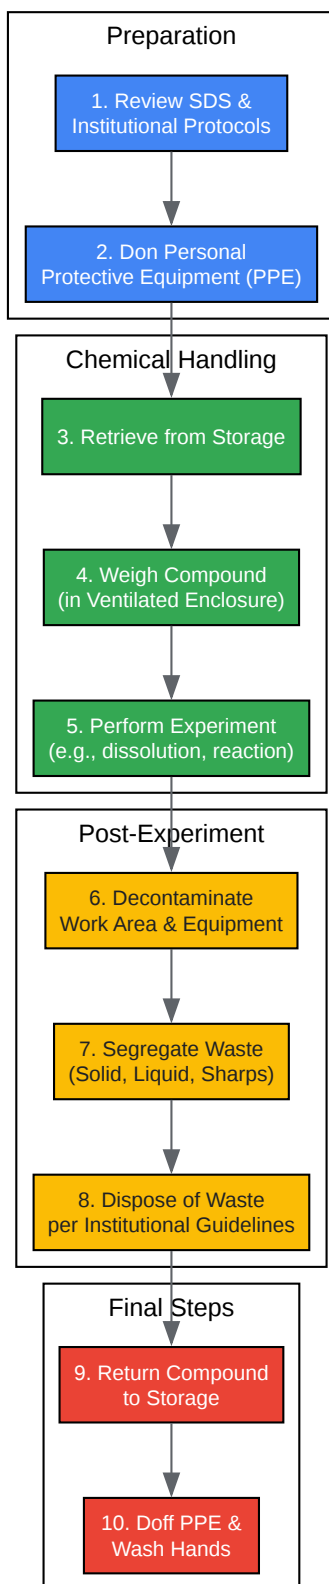 Preparation
1. Review SDS &
Institutional Protocols
2. Don Personal
Protective Equipment (PPE)
Chemical Handling
3. Retrieve from Storage
4. Weigh Compound
(in Ventilated Enclosure)
5. Perform Experiment
(e.g., dissolution, reaction)
Post-Experiment
6. Decontaminate
Work Area & Equipment
7. Segregate Waste
(Solid, Liquid, Sharps)
8. Dispose of Waste
per Institutional Guidelines
Final Steps
9. Return Compound
to Storage
10. Doff PPE &
Wash Hands